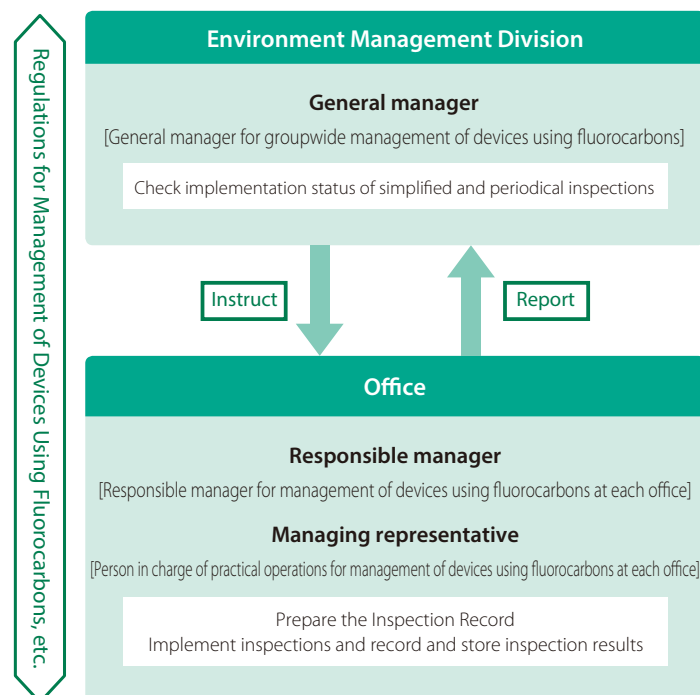 Regulations for Management of Devices Using Fluorocarbons, etc.
Environment Management Division
General manager
[General manager for groupwide management of devices using fluorocarbons]
Check implementation status of simplified and periodical inspections
Instruct
Report
Office
Responsible manager
[Responsible manager for management of devices using fluorocarbons at each office]
Managing representative
[Person in charge of practical operations for management of devices using fluorocarbons at each office]
Prepare the Inspection Record
Implement inspections and record and store inspection results